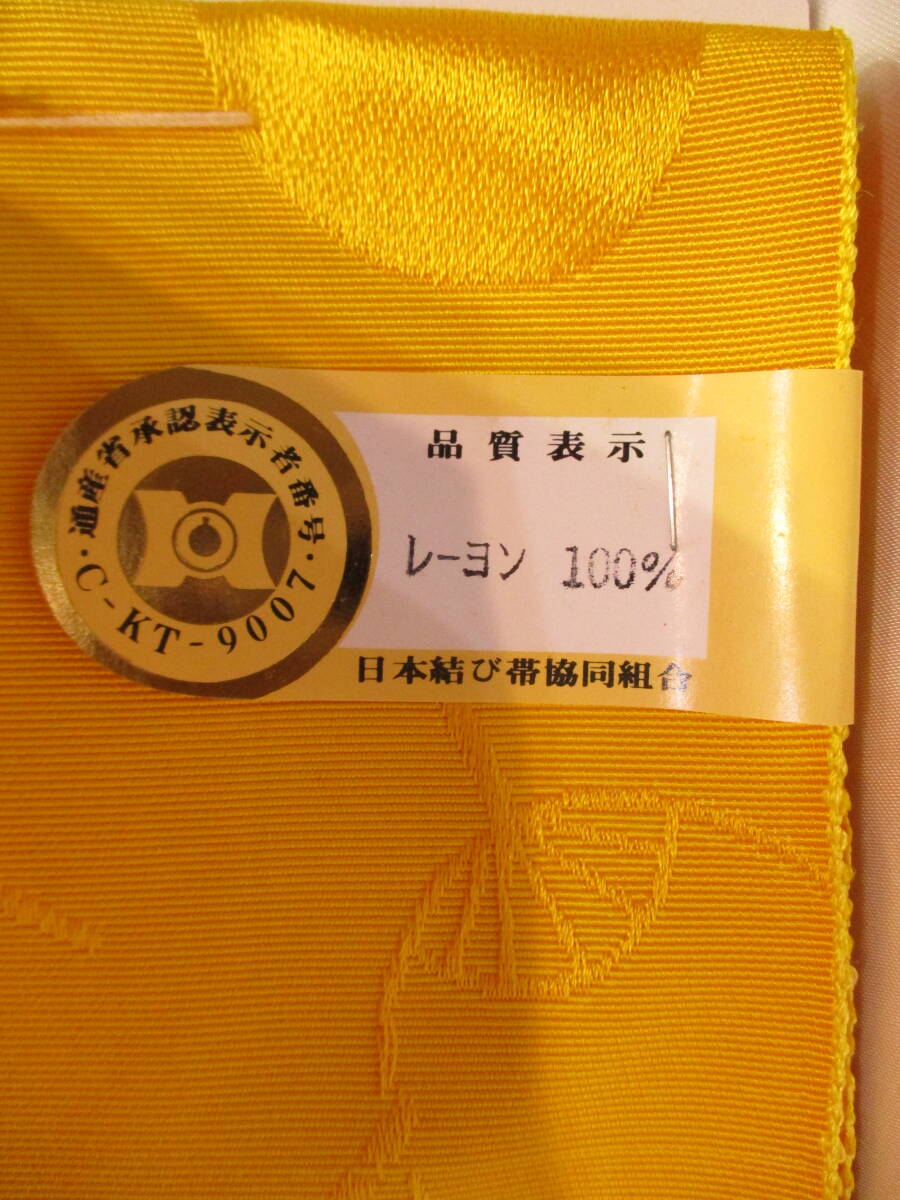 ・通産省承認表示者番号・
C-KT-9007
品質表示
レーヨン 100%
日本結び帯協同組合